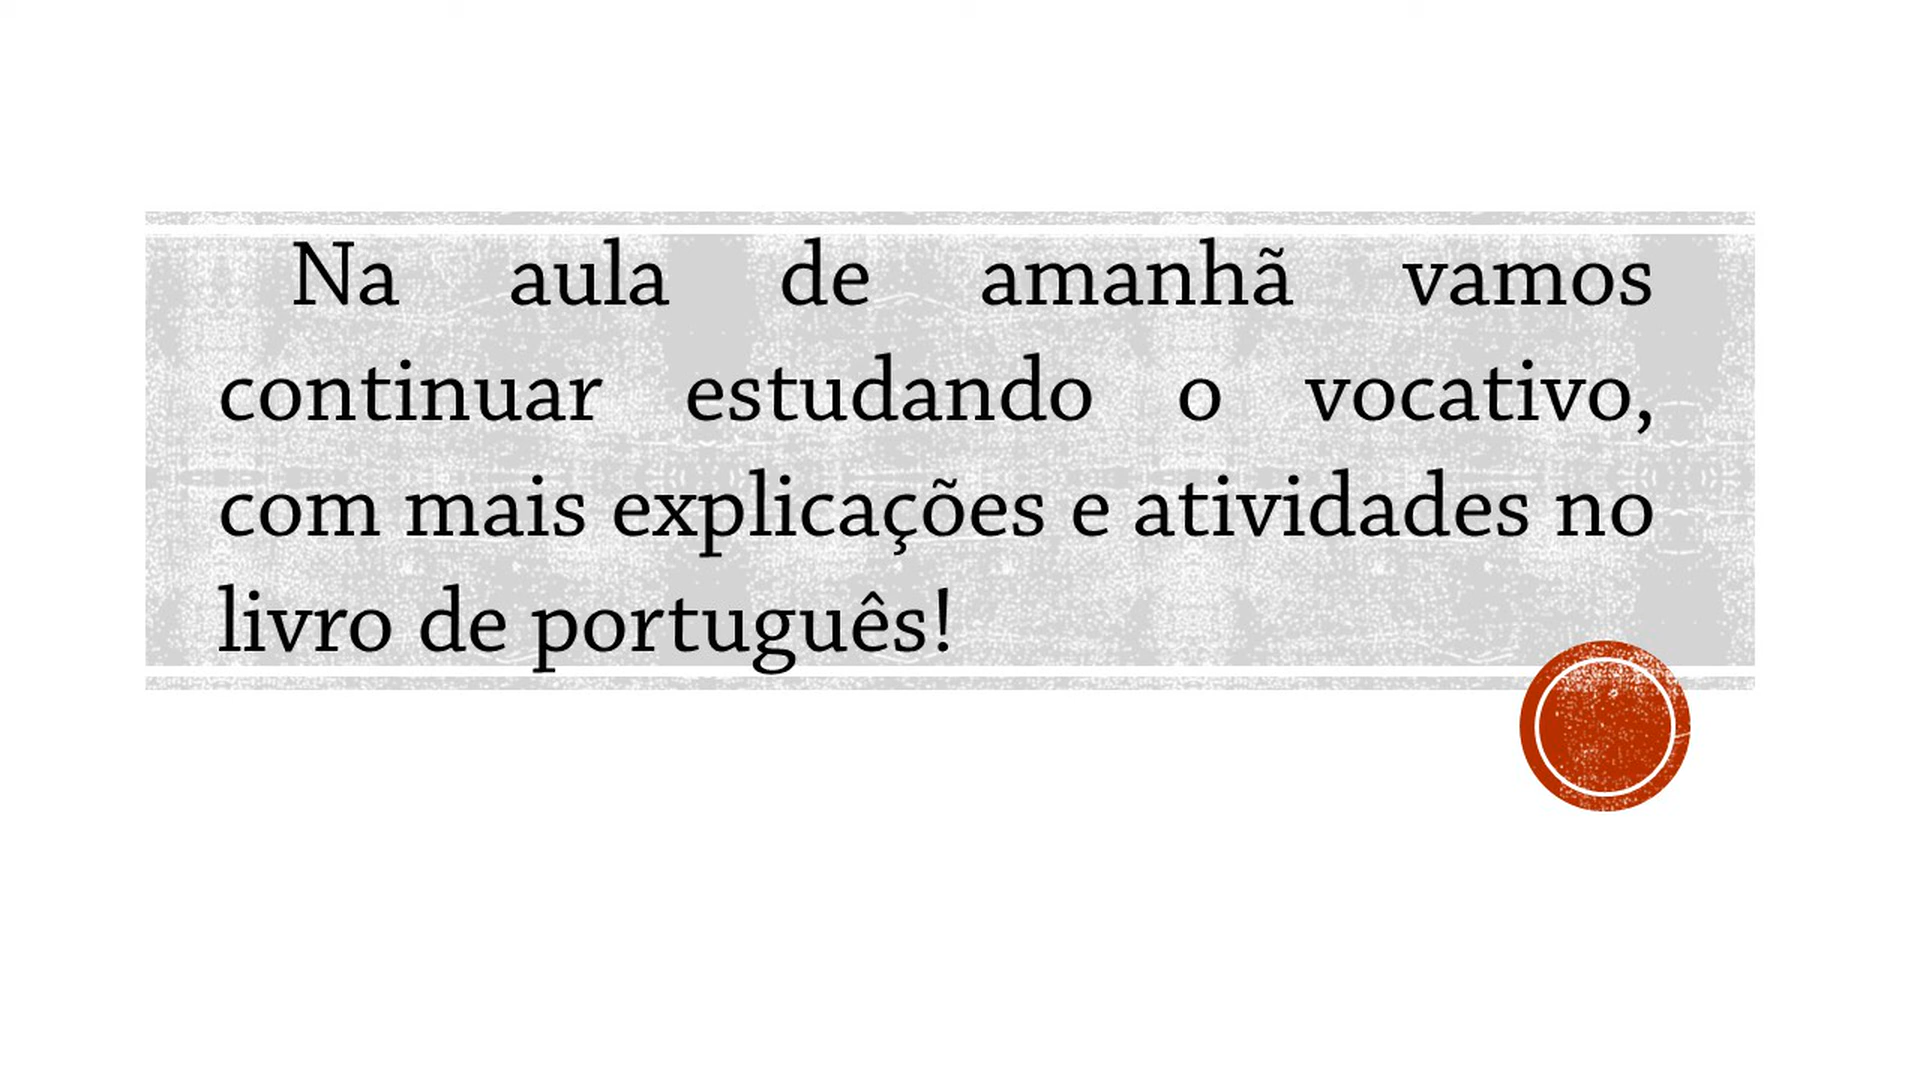 Na aula de amanhã vamos
continuar estudando o vocativo,
com mais explicações e atividades no
livro de português!